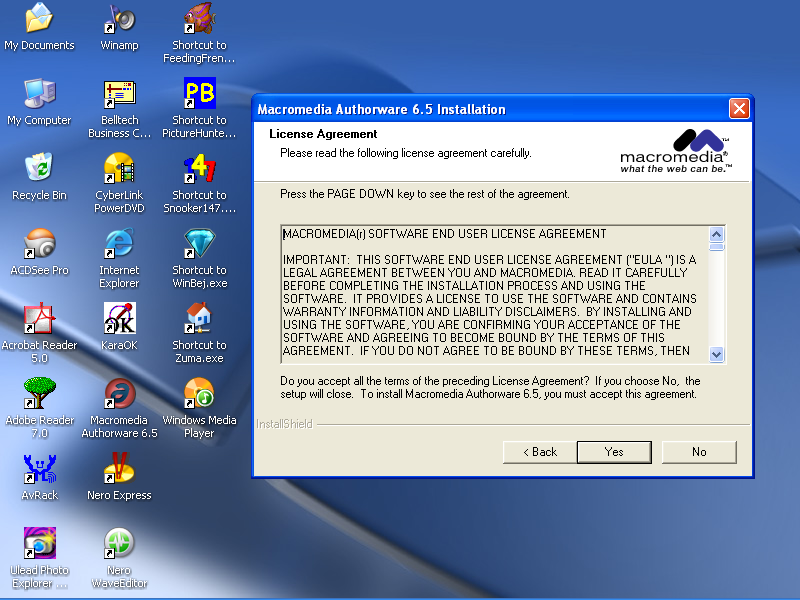 My Documents
Winamp
Shortcut to
FeedingFren...
My Computer
Belltech
Business C...
PB
Shortcut to
PictureHunte...
Recycle Bin
CyberLink
PowerDVD
147
Shortcut to
Snooker147....
ACDSee Pro
Internet
Explorer
Shortcut to
WinBej.exe
Acrobat Reader
5.0
OK
KaraOK
Shortcut to
Zuma.exe
Adobe Reader
7.0
Macromedia
Authorware 6.5
Windows Media
Player
AvRack
Nero Express
Ulead Photo
Explorer ...
Nero
WaveEditor
Macromedia Authorware 6.5 Installation
License Agreement
Please read the following license agreement carefully.
macromedia®
what the web can be.™
Press the PAGE DOWN key to see the rest of the agreement.
MACROMEDIA(r) SOFTWARE END USER LICENSE AGREEMENT
IMPORTANT:  THIS SOFTWARE END USER LICENSE AGREEMENT ("EULA ") IS A
LEGAL AGREEMENT BETWEEN YOU AND MACROMEDIA. READ IT CAREFULLY
BEFORE COMPLETING THE INSTALLATION PROCESS AND USING THE
SOFTWARE.  IT PROVIDES A LICENSE TO USE THE SOFTWARE AND CONTAINS
WARRANTY INFORMATION AND LIABILITY DISCLAIMERS.  BY INSTALLING AND
USING THE SOFTWARE, YOU ARE CONFIRMING YOUR ACCEPTANCE OF THE
SOFTWARE AND AGREEING TO BECOME BOUND BY THE TERMS OF THIS
AGREEMENT.  IF YOU DO NOT AGREE TO BE BOUND BY THESE TERMS, THEN
Do you accept all the terms of the preceding License Agreement?  If you choose No,  the
setup will close.  To install Macromedia Authorware 6.5, you must accept this agreement.
InstallShield
< Back
Yes
No